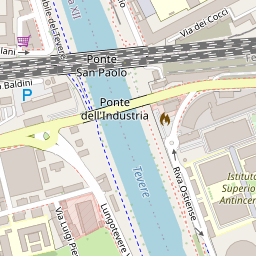 Via dei Cocci
Ponte
San Paolo
Baldini
P
Ponte
dell'Industria
Tevere
Riva Ostiense
Istituto
Superio
Antincen
Via Luigi Pie
Lungotevere V